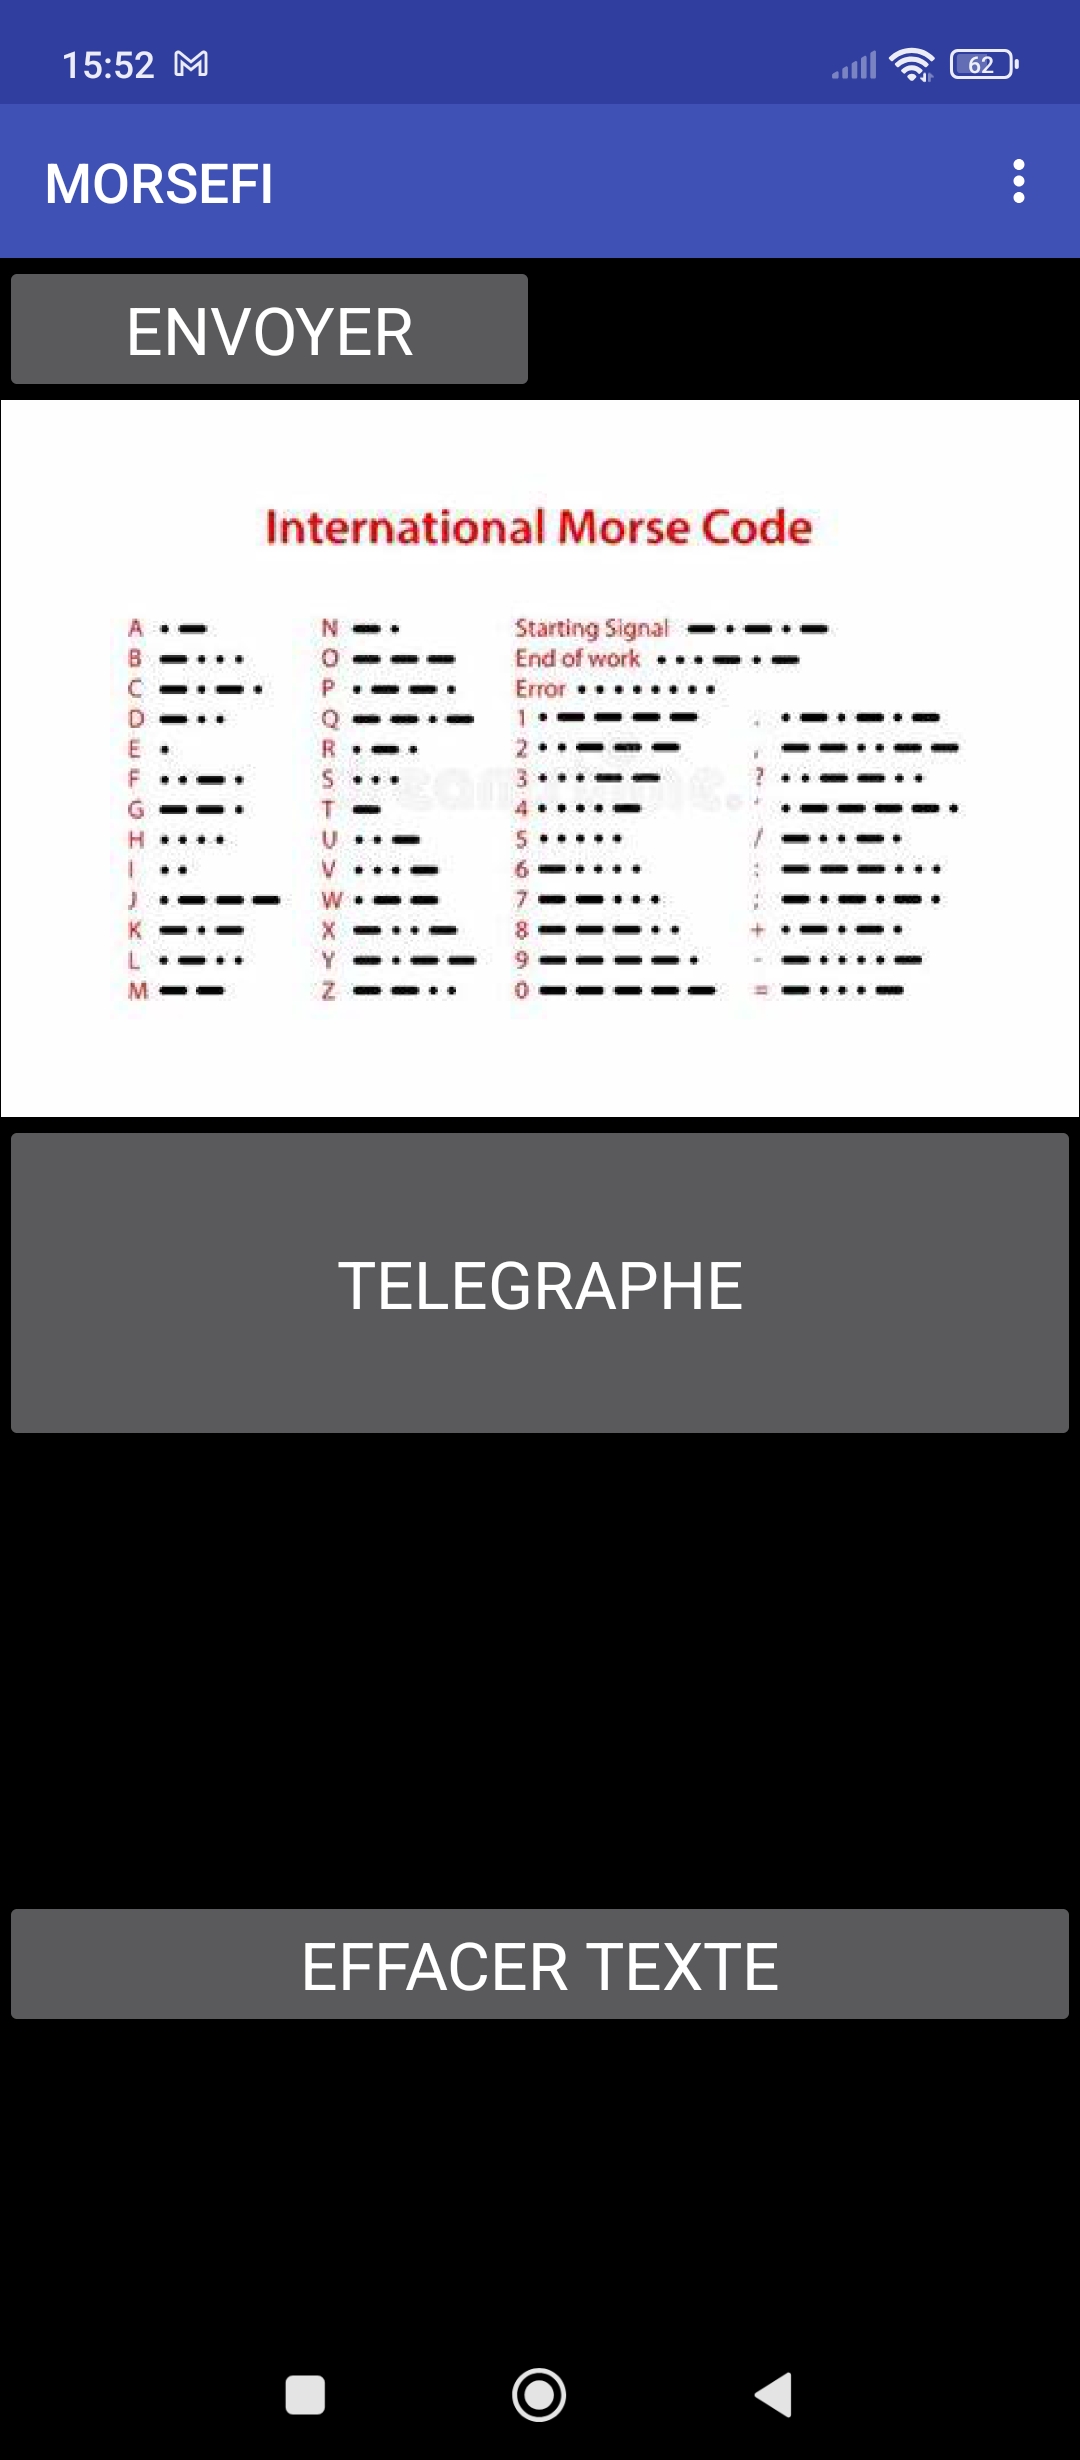 15:52
62
MORSEFI
ENVOYER
International Morse Code
A •— N —• Starting Signal —•—•—
B —••• O ——— End of work •••—•—
C —•—• P •——• Error ••••••••
D —•• Q ——•— 1 •———— . •—•—•—
E • R •—• 2 ••——— , ——••——
F ••—• S ••• 3 •••—— ? ••——••
G ——• T — 4 ••••— ' •————•
H •••• U ••— 5 ••••• / —••—•
I •• V •••— 6 —•••• : ———•••
J •——— W •—— 7 ——••• ; —•—•—•
K —•— X —••— 8 ———•• + •—•—•
L •—•• Y —•—— 9 ————• - —••••—
M —— Z ——•• 0 ————— = —•••—
TELEGRAPHE
EFFACER TEXTE